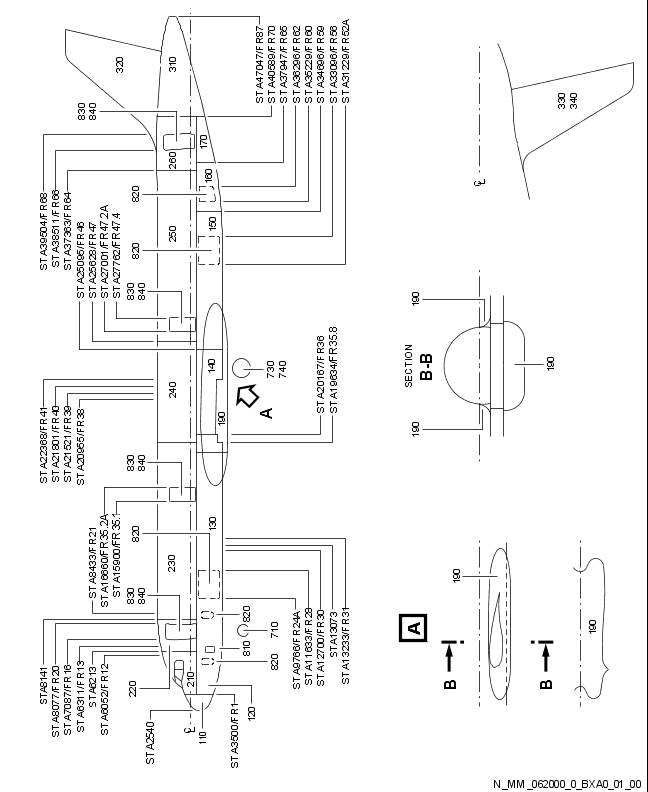 STA47047/FR87
STA40589/FR70
STA37947/FR65
STA36296/FR62
STA35229/FR60
STA34696/FR59
STA33096/FR56
STA31229/FR52A
320
310
330
340
830
840
170
260
160
820
150
250
820
STA39504/FR68
STA38511/FR66
STA37363/FR64
STA25095/FR46
STA25628/FR47
STA27001/FR47.2A
STA27762/FR47.4
830
840
℄
190
SECTION
B-B
190
190
140
730
740
A
190
240
STA20167/FR36
STA19634/FR35.8
STA22368/FR41
STA21801/FR40
STA21521/FR39
STA20955/FR38
830
840
130
820
230
STA8433/FR21
STA16660/FR35.2A
STA15900/FR35.1
830
840
820
710
810
820
STA9766/FR24A
STA11633/FR29
STA12700/FR30
STA13073
STA13233/FR31
STA8141
STA8077/FR20
STA7087/FR16
STA6311/FR13
STA6213
STA6052/FR12
220
210
STA2540
℄
110
STA3500/FR1
120
A
190
B
B
190
N_MM_062000_0_BXA0_01_00